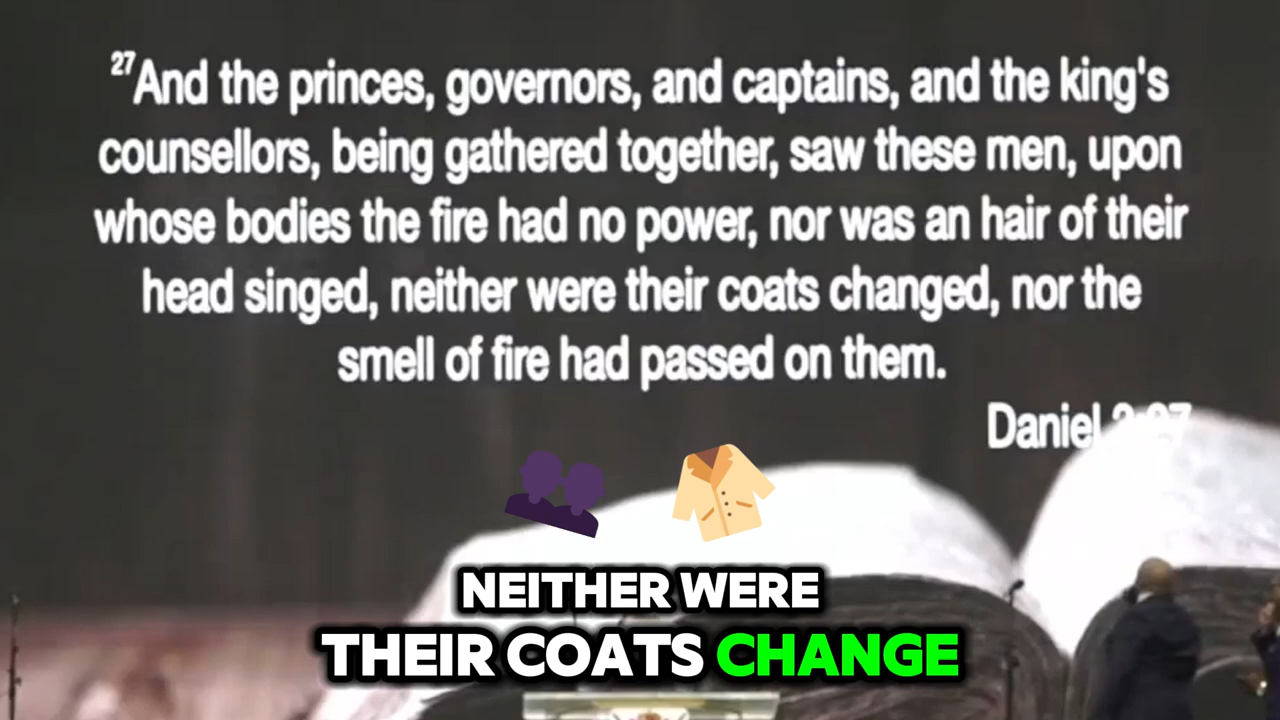 27And the princes, governors, and captains, and the king's
counsellors, being gathered together, saw these men, upon
whose bodies the fire had no power, nor was an hair of their
head singed, neither were their coats changed, nor the
smell of fire had passed on them.
Daniel
NEITHER WERE
THEIR COATS CHANGE